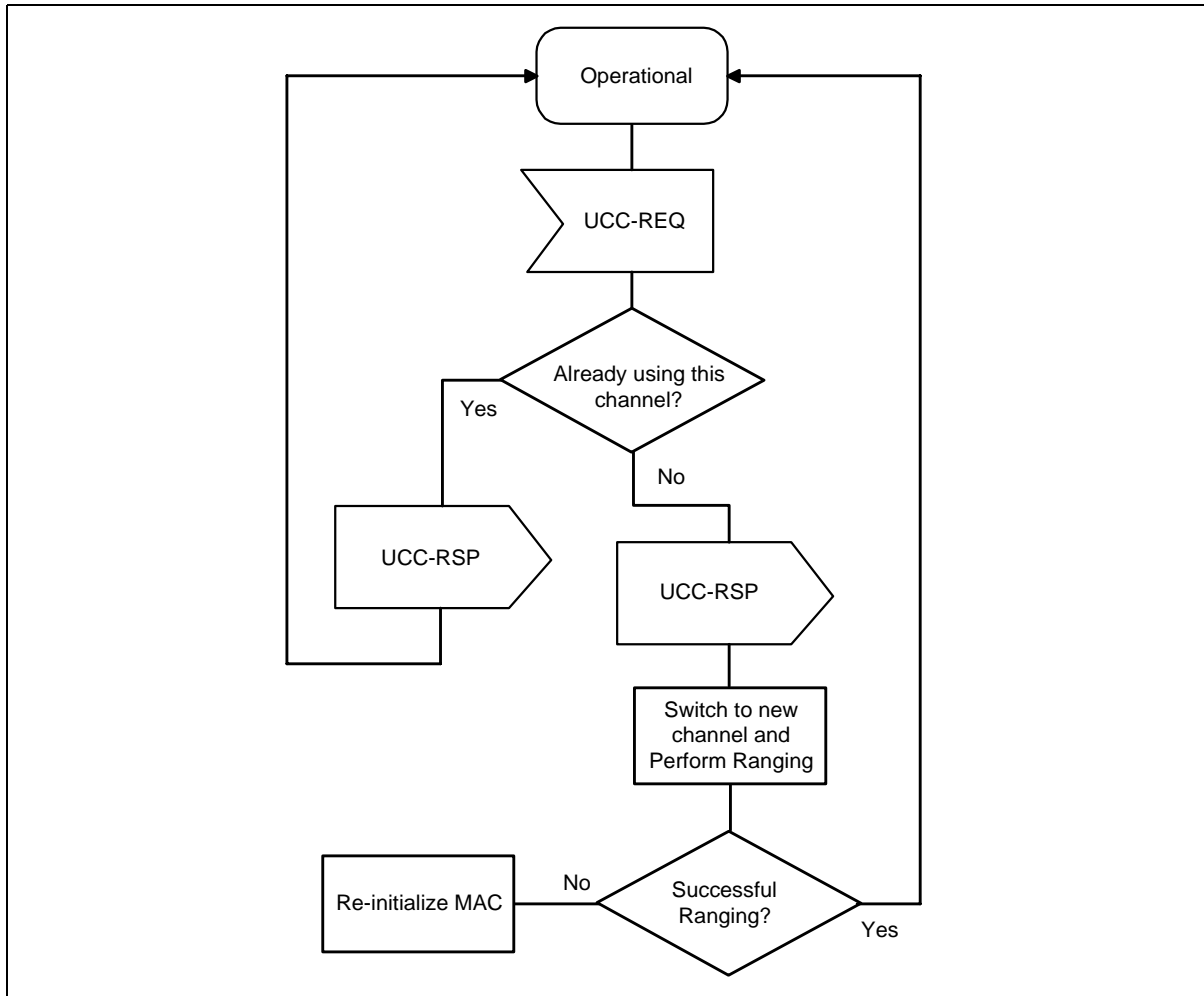 Operational
UCC-REQ
Already using this
channel?
Yes
No
UCC-RSP
UCC-RSP
Switch to new
channel and
Perform Ranging
Re-initialize MAC
No
Successful
Ranging?
Yes